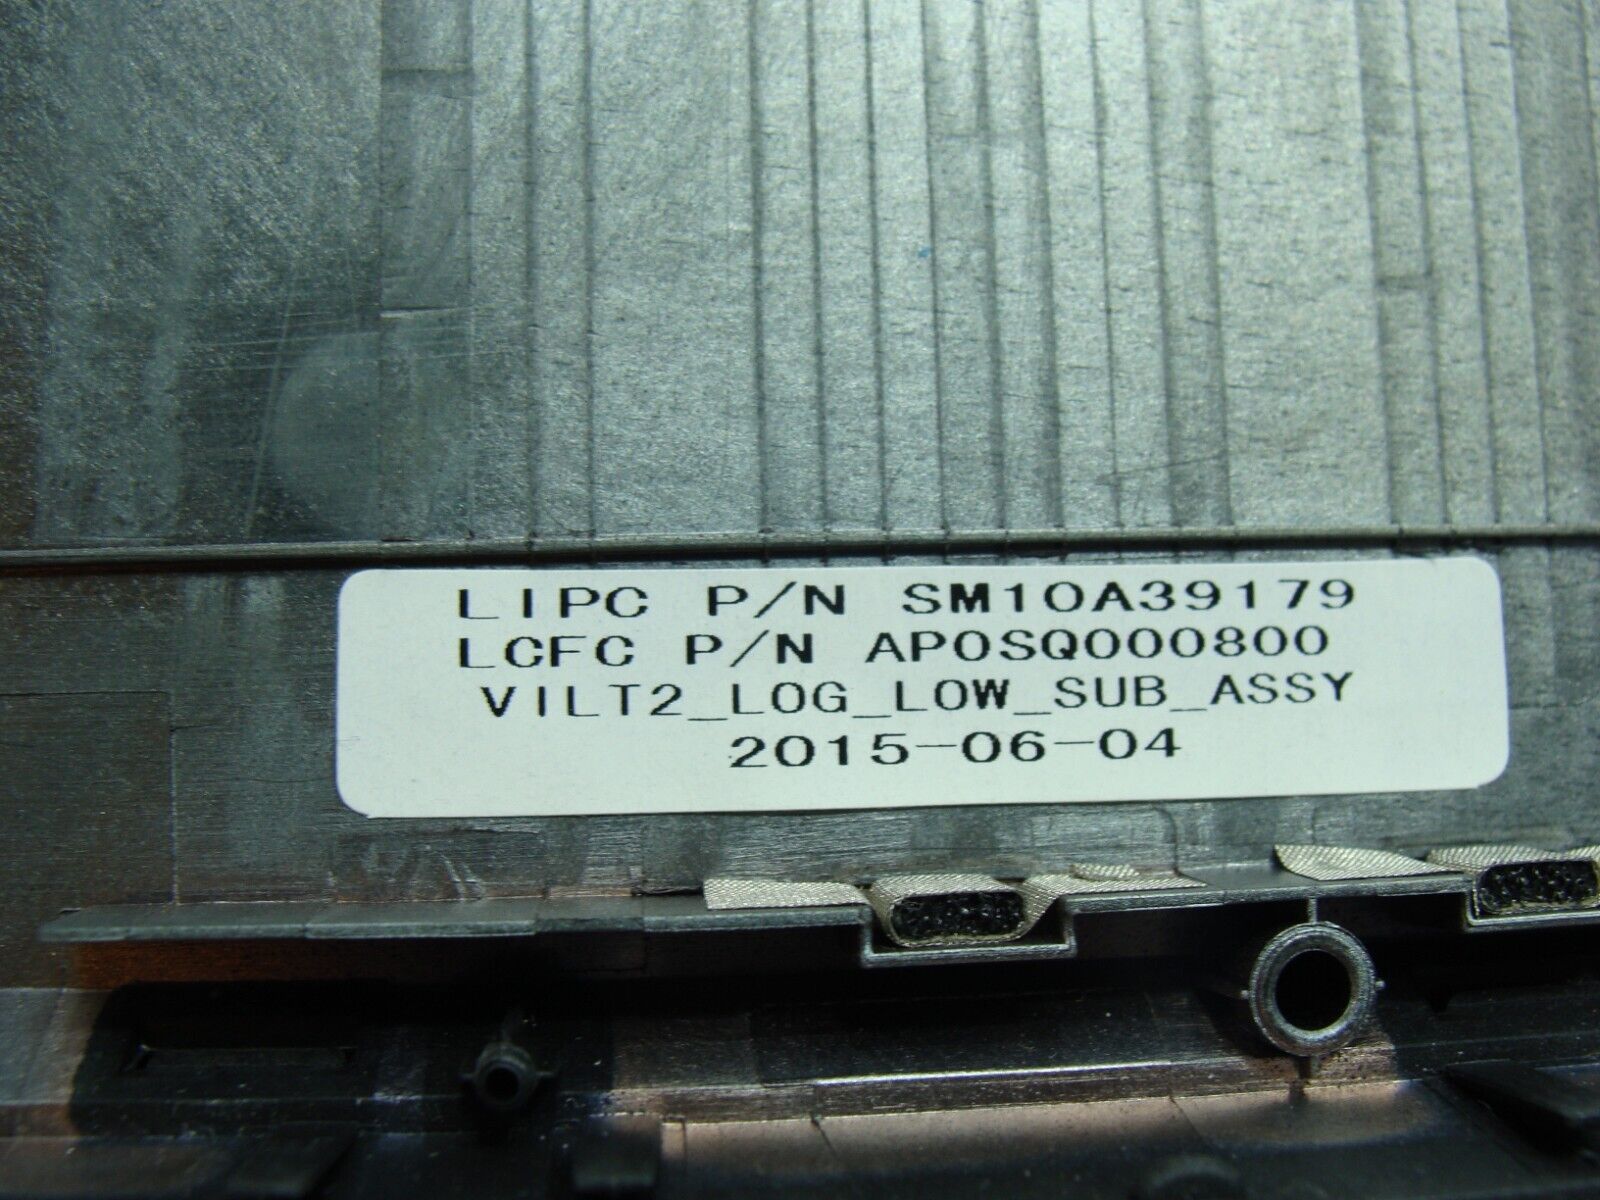 LIPC P/N SM10A39179
LCFC P/N AP0SQ000800
VILT2_LOG_LOW_SUB_ASSY
2015-06-04